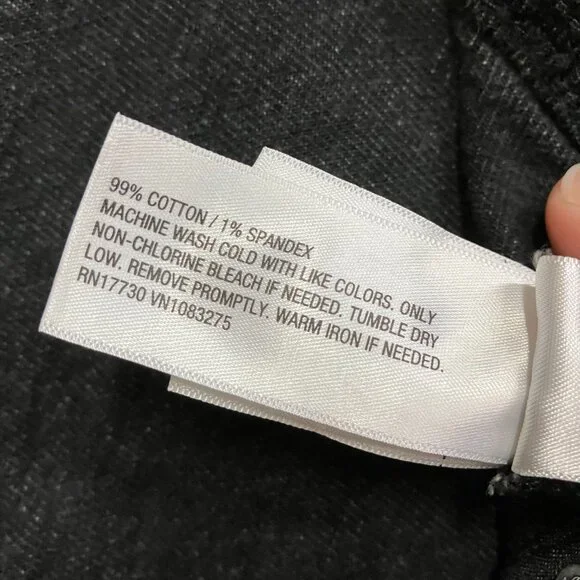 99% COTTON / 1% SPANDEX
MACHINE WASH COLD WITH LIKE COLORS. ONLY
NON-CHLORINE BLEACH IF NEEDED. TUMBLE DRY
LOW. REMOVE PROMPTLY. WARM IRON IF NEEDED.
RN17730 VN1083275